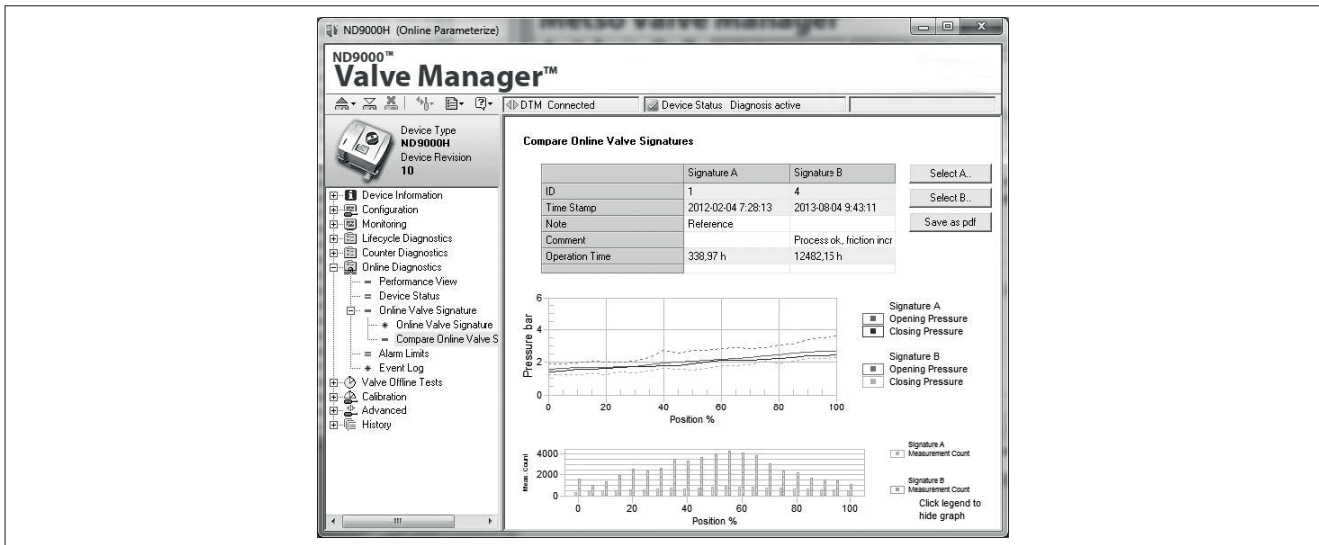 ND9000H (Online Parameterize)
Metso Valve Manager
ND9000™
Valve Manager™
DTM Connected
Device Status Diagnosis active
Device Type
ND9000H
Device Revision
10
Device Information
Configuration
Monitoring
Lifecycle Diagnostics
Counter Diagnostics
Online Diagnostics
Performance View
Device Status
Online Valve Signature
Online Valve Signature
Compare Online Valve S
Alarm Limits
Event Log
Valve Offline Tests
Calibration
Advanced
History
Compare Online Valve Signatures
Signature A Signature B
ID 1 4
Time Stamp 2012-02-04 7:28:13 2013-08-04 9:43:11
Note Reference
Comment Process ok, friction incr
Operation Time 338,97 h 12482,15 h
Select A..
Select B..
Save as pdf
Pressure bar
6
4
2
0
0 20 40 60 80 100
Position %
Signature A
Opening Pressure
Closing Pressure
Signature B
Opening Pressure
Closing Pressure
Meas. Count
4000
2000
0
0 20 40 60 80 100
Position %
Signature A
Measurement Count
Signature B
Measurement Count
Click legend to
hide graph